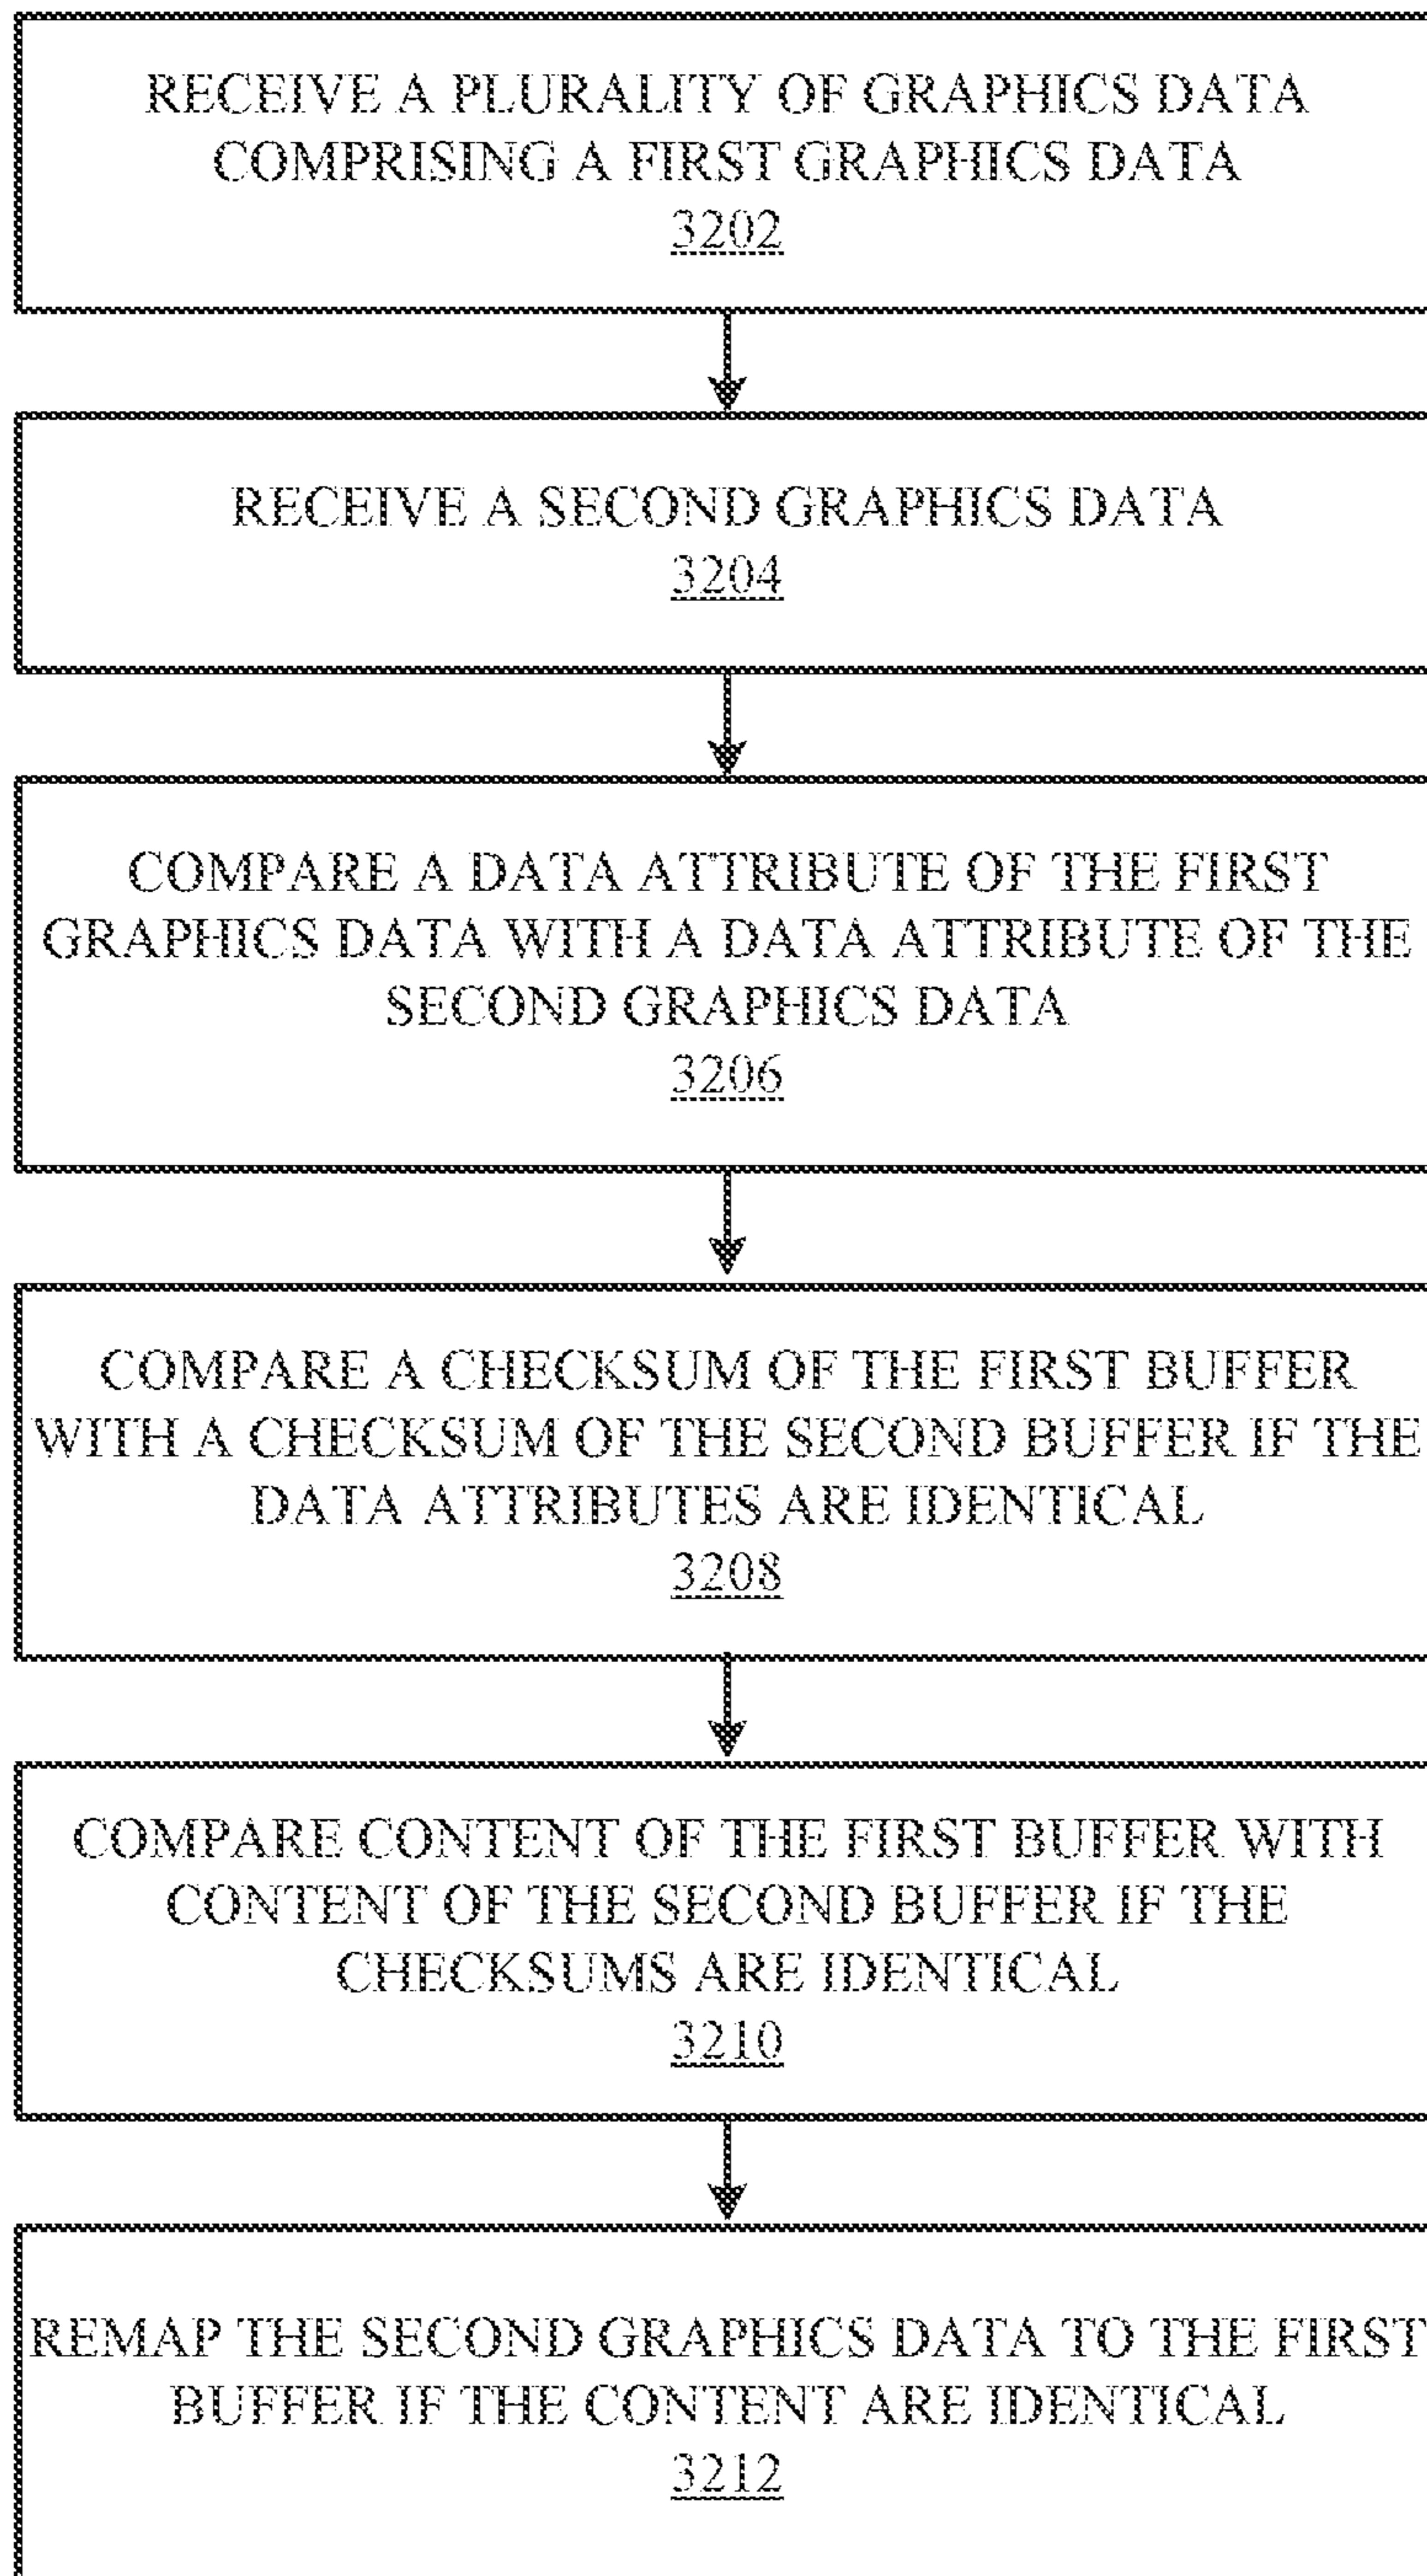 RECEIVE A PLURALITY OF GRAPHICS DATA
COMPRISING A FIRST GRAPHICS DATA
3202
RECEIVE A SECOND GRAPHICS DATA
3204
COMPARE A DATA ATTRIBUTE OF THE FIRST
GRAPHICS DATA WITH A DATA ATTRIBUTE OF THE
SECOND GRAPHICS DATA
3206
COMPARE A CHECKSUM OF THE FIRST BUFFER
WITH A CHECKSUM OF THE SECOND BUFFER IF THE
DATA ATTRIBUTES ARE IDENTICAL
3208
COMPARE CONTENT OF THE FIRST BUFFER WITH
CONTENT OF THE SECOND BUFFER IF THE
CHECKSUMS ARE IDENTICAL
3210
REMAP THE SECOND GRAPHICS DATA TO THE FIRST
BUFFER IF THE CONTENT ARE IDENTICAL
3212